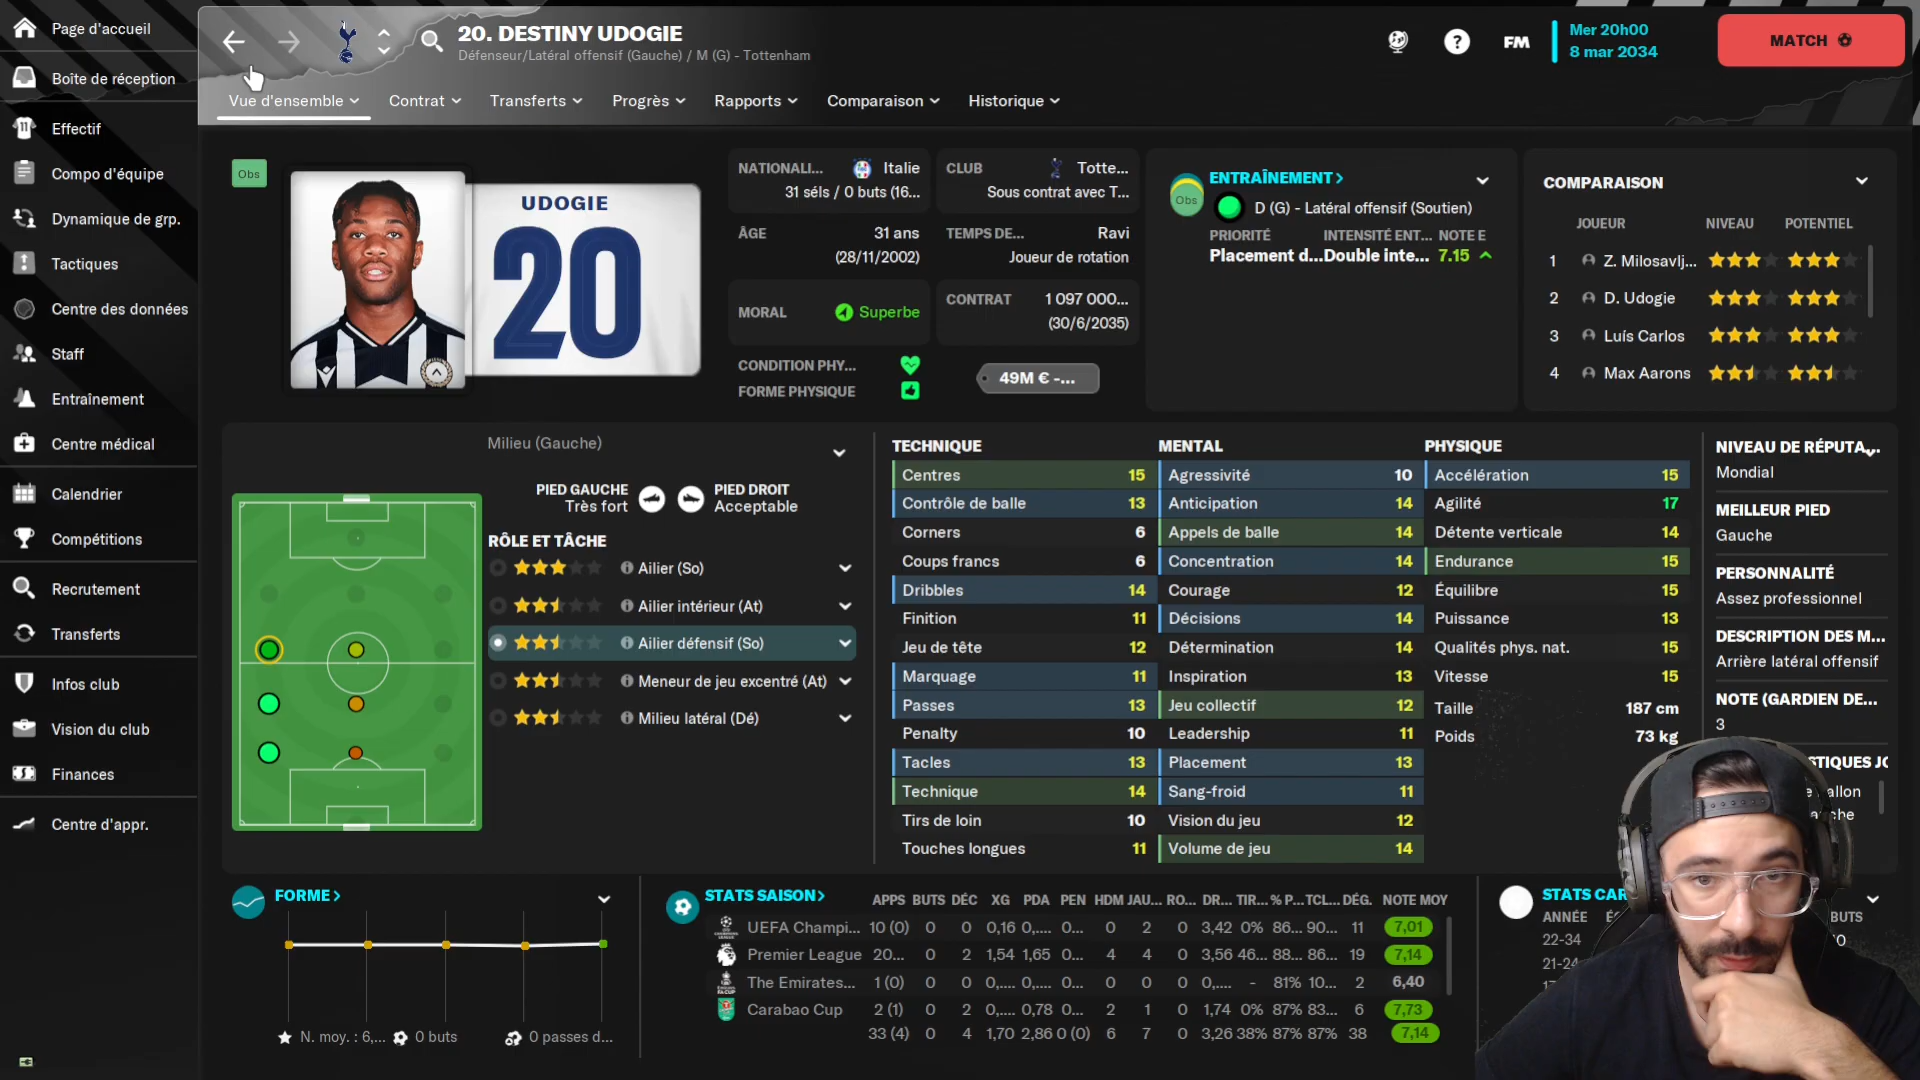 Page d'accueil
Boîte de réception
Effectif
Compo d'équipe
Dynamique de grp.
Tactiques
Centre des données
Staff
Entraînement
Centre médical
Calendrier
Compétitions
Recrutement
Transferts
Infos club
Vision du club
Finances
Centre d'appr.
20. DESTINY UDOGIE
Défenseur/Latéral offensif (Gauche) / M (G) - Tottenham
FM
Mer 20h00
8 mar 2034
MATCH
Vue d'ensemble Contrat Transferts Progrès Rapports Comparaison Historique
Obs
UDOGIE
20
NATIONALI... Italie
31 séls / 0 buts (16...
ÂGE 31 ans
(28/11/2002)
MORAL Superbe
CONDITION PHY...
FORME PHYSIQUE
CLUB Totte...
Sous contrat avec T...
TEMPS DE... Ravi
Joueur de rotation
CONTRAT 1 097 000...
(30/6/2035)
49M € -...
ENTRAÎNEMENT>
Obs
D (G) - Latéral offensif (Soutien)
PRIORITÉ INTENSITÉ ENT... NOTE E
Placement d... Double inte... 7.15
COMPARAISON
JOUEUR NIVEAU POTENTIEL
1 Z. Milosavlj...
2 D. Udogie
3 Luís Carlos
4 Max Aarons
Milieu (Gauche)
PIED GAUCHE
Très fort
PIED DROIT
Acceptable
RÔLE ET TÂCHE
Ailier (So)
Ailier intérieur (At)
Ailier défensif (So)
Meneur de jeu excentré (At)
Milieu latéral (Dé)
TECHNIQUE
Centres 15
Contrôle de balle 13
Corners 6
Coups francs 6
Dribbles 14
Finition 11
Jeu de tête 12
Marquage 11
Passes 13
Penalty 10
Tacles 13
Technique 14
Tirs de loin 10
Touches longues 11
MENTAL
Agressivité 10
Anticipation 14
Appels de balle 14
Concentration 14
Courage 12
Décisions 14
Détermination 14
Inspiration 13
Jeu collectif 12
Leadership 11
Placement 13
Sang-froid 11
Vision du jeu 12
Volume de jeu 14
PHYSIQUE
Accélération 15
Agilité 17
Détente verticale 14
Endurance 15
Équilibre 15
Puissance 13
Qualités phys. nat. 15
Vitesse 15
Taille 187 cm
Poids 73 kg
NIVEAU DE RÉPUTA...
Mondial
MEILLEUR PIED
Gauche
PERSONNALITÉ
Assez professionnel
DESCRIPTION DES M...
Arrière latéral offensif
NOTE (GARDIEN DE...
3
FORME>
N. moy. : 6,... 0 buts 0 passes d...
STATS SAISON> APPS BUTS DÉC XG PDA PEN HDM JAU... RO... DR... TIR... % P... TCL... DÉG. NOTE MOY
UEFA Champi... 10 (0) 0 0 0,16 0,... 0... 0 2 0 3,42 0% 86... 90... 11 7,01
Premier League 20... 0 2 1,54 1,65 0... 4 4 0 3,56 46... 88... 86... 19 7,14
The Emirates... 1 (0) 0 0 0,... 0,... 0... 0 0 0 0,... - 81% 10... 2 6,40
Carabao Cup 2 (1) 0 2 0,... 0,78 0... 2 1 0 1,74 0% 87% 83... 6 7,73
33 (4) 0 4 1,70 2,86 0 (0) 6 7 0 3,26 38% 87% 87% 38 7,14
STATS CAR
ANNÉE BUTS
22-34
21-24